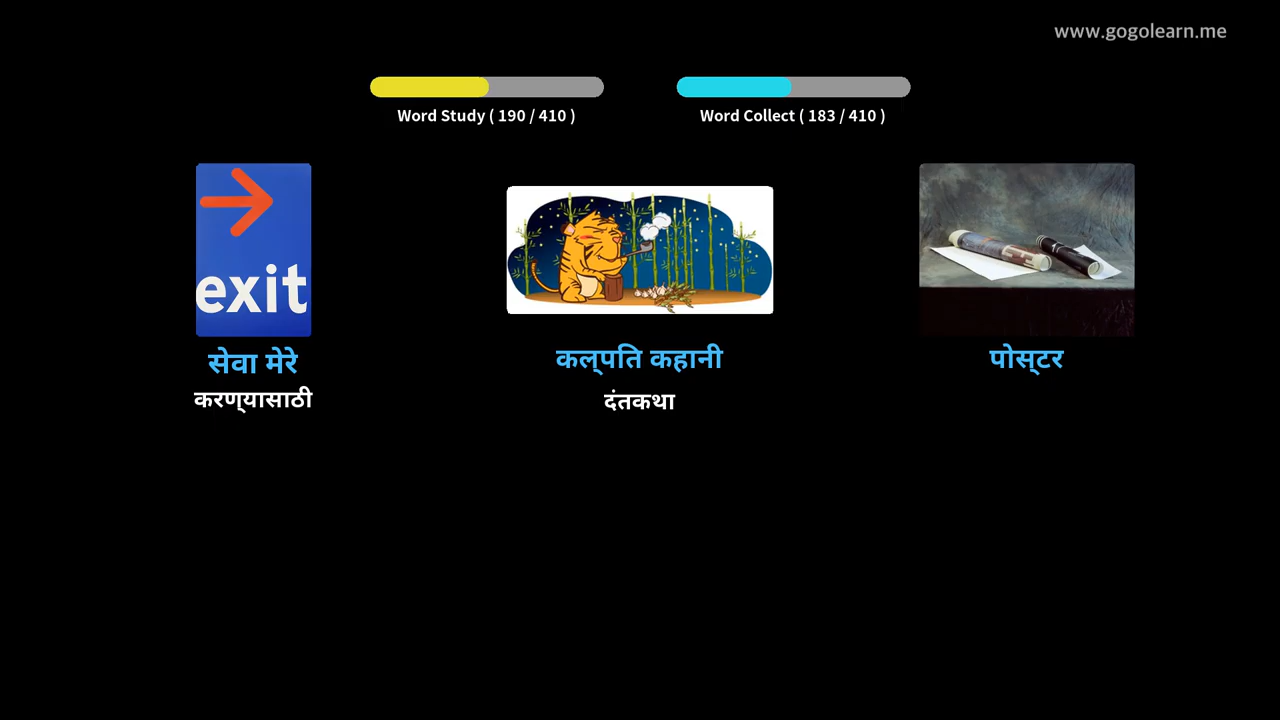 www.gogolearn.me
Word Study ( 190 / 410 )
Word Collect ( 183 / 410 )
exit
सेवा मेरे
करण्यासाठी
कल्पति कहानी
दंतकथा
पोस्टर